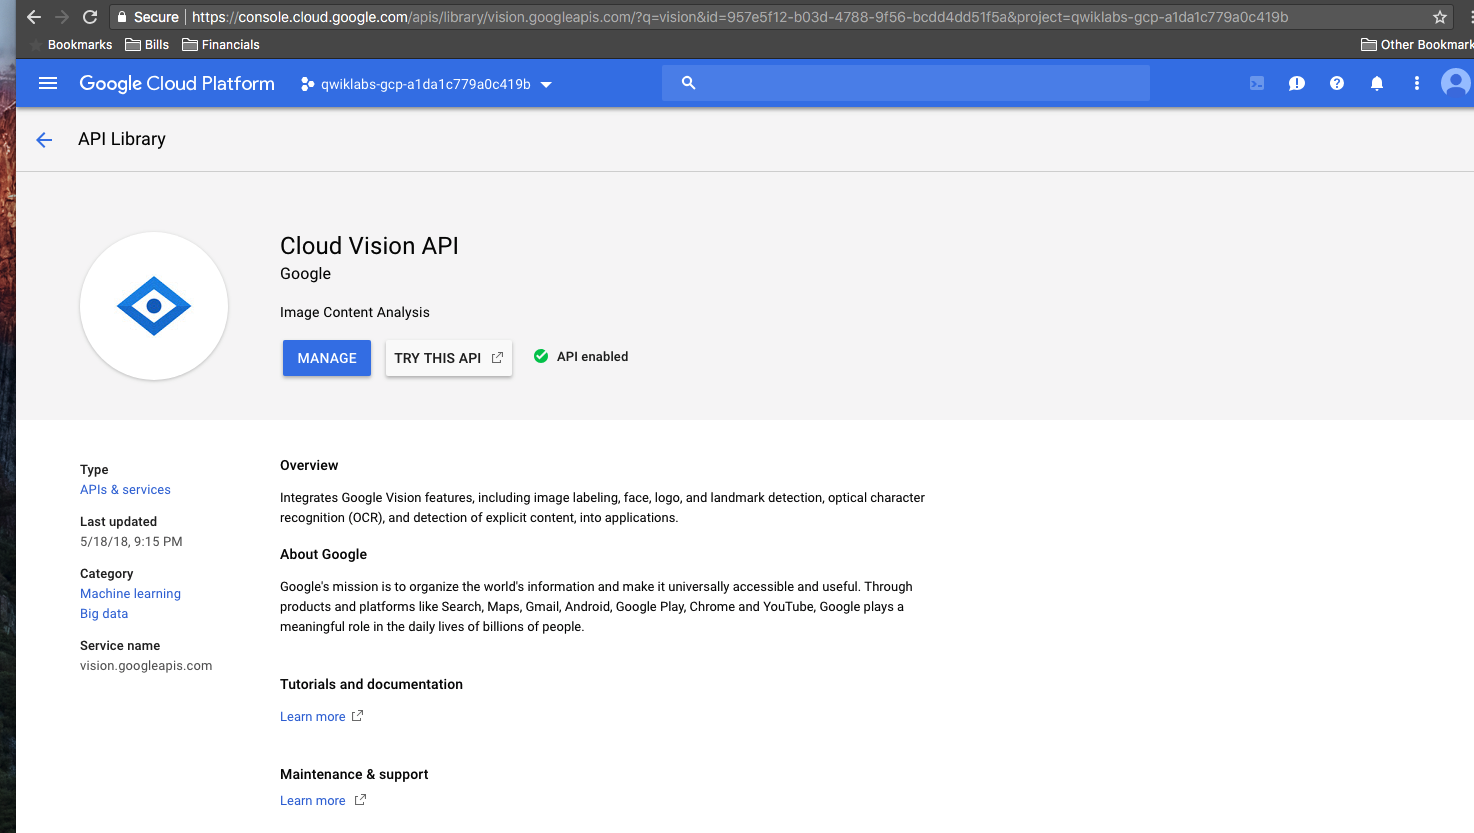 Secure https://console.cloud.google.com/apis/library/vision.googleapis.com/?q=vision&id=957e5f12-b03d-4788-9f56-bcdd4dd51f5a&project=qwiklabs-gcp-a1da1c779a0c419b
Bookmarks Bills Financials Other Bookmark
Google Cloud Platform qwiklabs-gcp-a1da1c779a0c419b
API Library
Cloud Vision API
Google
Image Content Analysis
MANAGE TRY THIS API API enabled
Type
APIs & services
Last updated
5/18/18, 9:15 PM
Category
Machine learning
Big data
Service name
vision.googleapis.com
Overview
Integrates Google Vision features, including image labeling, face, logo, and landmark detection, optical character
recognition (OCR), and detection of explicit content, into applications.
About Google
Google's mission is to organize the world's information and make it universally accessible and useful. Through
products and platforms like Search, Maps, Gmail, Android, Google Play, Chrome and YouTube, Google plays a
meaningful role in the daily lives of billions of people.
Tutorials and documentation
Learn more
Maintenance & support
Learn more